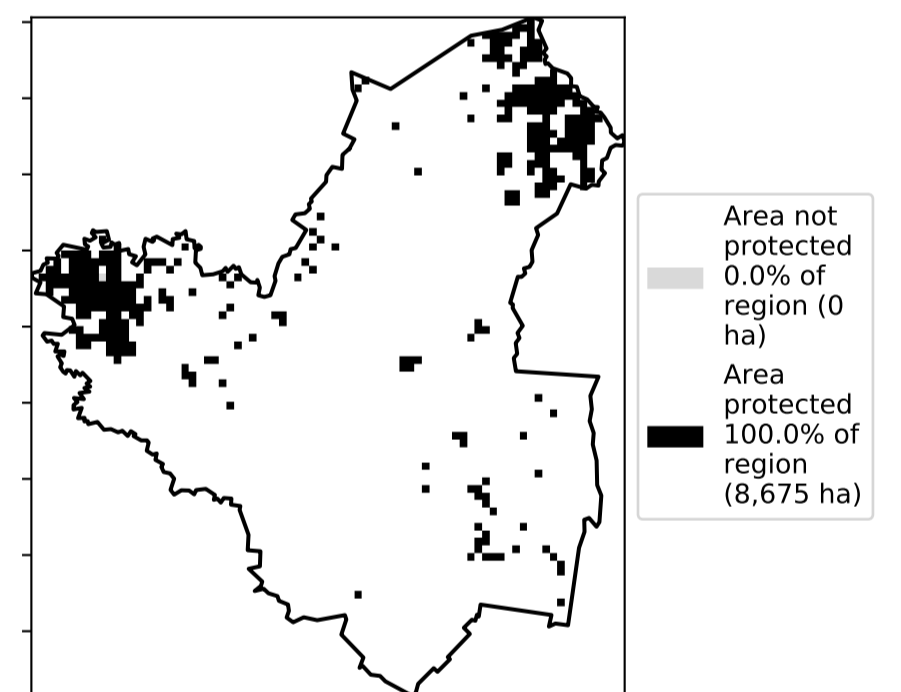 Area not
protected
0.0% of
region (0
ha)
Area
protected
100.0% of
region
(8,675 ha)